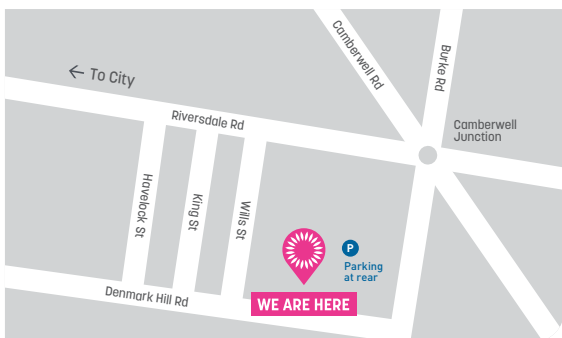 Camberwell Rd
Burke Rd
← To City
Riversdale Rd
Camberwell
Junction
Havelock St
King St
Wills St
P
Parking
at rear
Denmark Hill Rd
WE ARE HERE